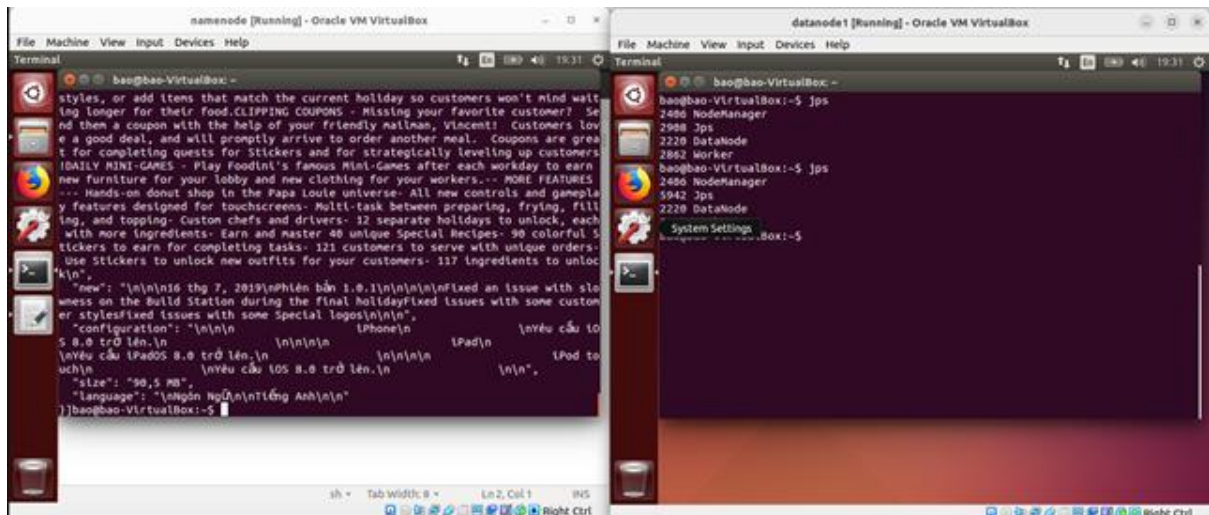 namenode [Running] - Oracle VM VirtualBox
File Machine View Input Devices Help
Terminal
En
19:31
bao@bao-VirtualBox: ~
styles, or add items that match the current holiday so customers won't mind wait
ing longer for their food.CLIPPING COUPONS - Missing your favorite customer? Se
nd them a coupon with the help of your friendly mailman, Vincent! Customers lov
e a good deal, and will promptly arrive to order another meal. Coupons are grea
t for completing quests for Stickers and for strategically leveling up customers
!DAILY MINI-GAMES - Play Foodini's famous Mini-Games after each workday to earn
new furniture for your lobby and new clothing for your workers.-- MORE FEATURES
--- Hands-on donut shop in the Papa Louie universe- All new controls and gamepla
y features designed for touchscreens- Multi-task between preparing, frying, fill
ing, and topping- Custom chefs and drivers- 12 separate holidays to unlock, each
with more ingredients- Earn and master 40 unique Special Recipes- 90 colorful S
tickers to earn for completing tasks- 121 customers to serve with unique orders-
Use Stickers to unlock new outfits for your customers- 117 ingredients to unloc
k\n",
"new": "\n\n\n16 thg 7, 2019\nPhiên bản 1.0.1\n\n\n\n\nFixed an issue with slo
wness on the Build Station during the final holidayFixed issues with some custom
er stylesFixed issues with some Special logos\n\n\n",
"configuration": "\n\n\n iPhone\n \nYêu cầu iO
S 8.0 trở lên.\n \n\n\n\n iPad\n
\nYêu cầu iPadOS 8.0 trở lên.\n \n\n\n\n iPod to
uch\n \nYêu cầu iOS 8.0 trở lên.\n \n\n",
"size": "90,5 MB",
"language": "\nNgôn Ngữ\n\nTiếng Anh\n\n"
}]bao@bao-VirtualBox:~$
sh Tab Width: 8 Ln 2, Col 1 INS
Right Ctrl
datanode1 [Running] - Oracle VM VirtualBox
File Machine View Input Devices Help
Terminal
En
19:31
bao@bao-VirtualBox: ~
bao@bao-VirtualBox:~$ jps
2406 NodeManager
2908 Jps
2220 DataNode
2862 Worker
bao@bao-VirtualBox:~$ jps
2406 NodeManager
5942 Jps
2220 DataNode
System Settings
Box:~$
Right Ctrl